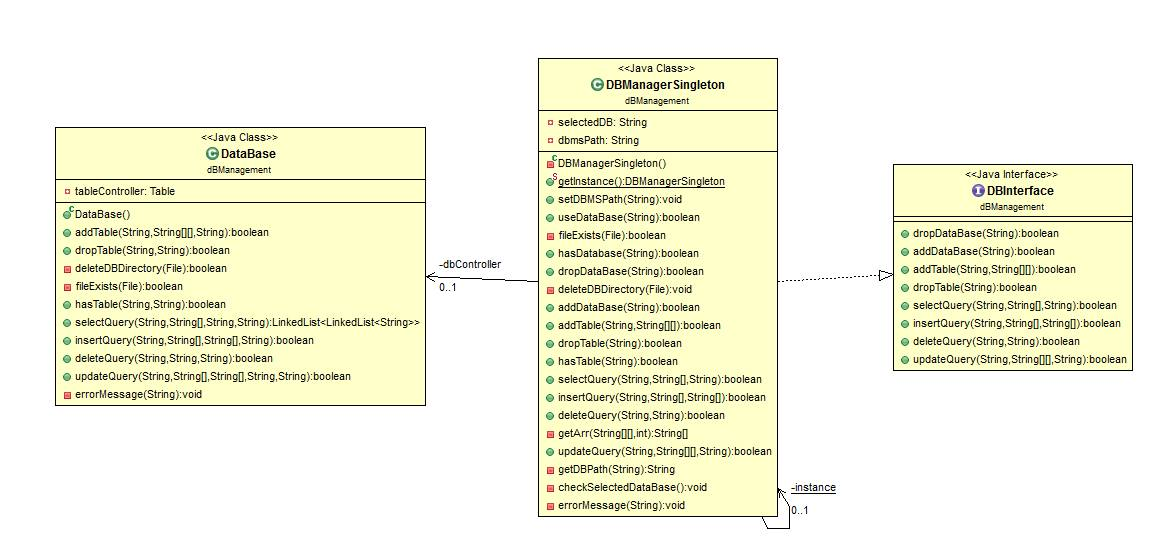 <<Java Class>>
DataBase
dBManagement
tableController: Table
DataBase()
addTable(String,String[][],String):boolean
dropTable(String,String):boolean
deleteDBDirectory(File):boolean
fileExists(File):boolean
hasTable(String,String):boolean
selectQuery(String,String[],String,String):LinkedList<LinkedList<String>>
insertQuery(String,String[],String[],String):boolean
deleteQuery(String,String,String):boolean
updateQuery(String,String[],String[],String,String):boolean
errorMessage(String):void
-dbController
0..1
<<Java Class>>
DBManagerSingleton
dBManagement
selectedDB: String
dbmsPath: String
DBManagerSingleton()
getInstance():DBManagerSingleton
setDBMSPath(String):void
useDataBase(String):boolean
fileExists(File):boolean
hasDatabase(String):boolean
dropDataBase(String):boolean
deleteDBDirectory(File):void
addDataBase(String):boolean
addTable(String,String[][]):boolean
dropTable(String):boolean
hasTable(String):boolean
selectQuery(String,String[],String):boolean
insertQuery(String,String[],String[]):boolean
deleteQuery(String,String):boolean
getArr(String[][],int):String[]
updateQuery(String,String[][],String):boolean
getDBPath(String):String
checkSelectedDataBase():void
errorMessage(String):void
-instance
0..1
<<Java Interface>>
DBInterface
dBManagement
dropDataBase(String):boolean
addDataBase(String):boolean
addTable(String,String[][]):boolean
dropTable(String):boolean
selectQuery(String,String[],String):boolean
insertQuery(String,String[],String[]):boolean
deleteQuery(String,String):boolean
updateQuery(String,String[][],String):boolean